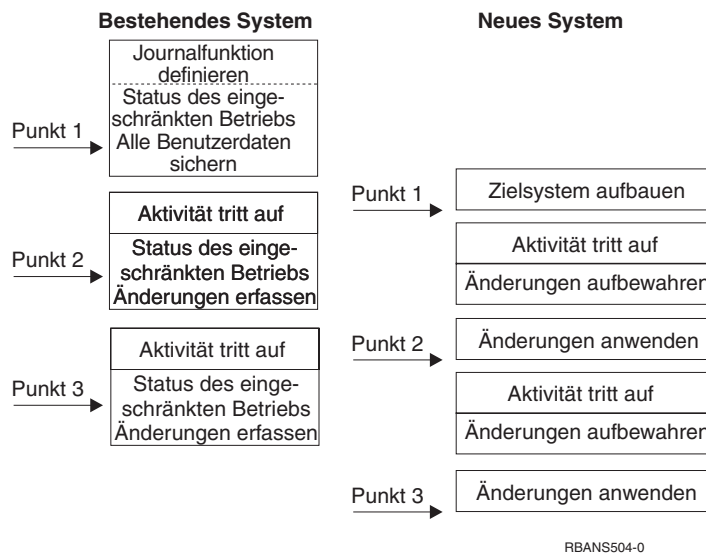 Bestehendes System
Journalfunktion
definieren
Status des einge-
schränkten Betriebs
Alle Benutzerdaten
sichern
Punkt 1
Aktivität tritt auf
Status des einge-
schränkten Betriebs
Änderungen erfassen
Punkt 2
Aktivität tritt auf
Status des einge-
schränkten Betriebs
Änderungen erfassen
Punkt 3
Neues System
Punkt 1
Zielsystem aufbauen
Aktivität tritt auf
Änderungen aufbewahren
Punkt 2
Änderungen anwenden
Aktivität tritt auf
Änderungen aufbewahren
Punkt 3
Änderungen anwenden
RBANS504-0